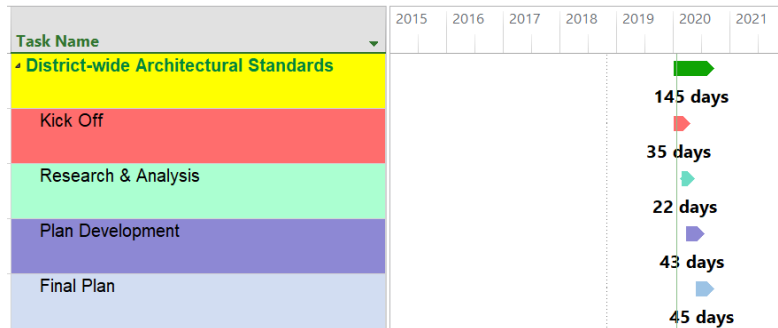 2015 2016 2017 2018 2019 2020 2021
Task Name
District-wide Architectural Standards
145 days
Kick Off
35 days
Research & Analysis
22 days
Plan Development
43 days
Final Plan
45 days